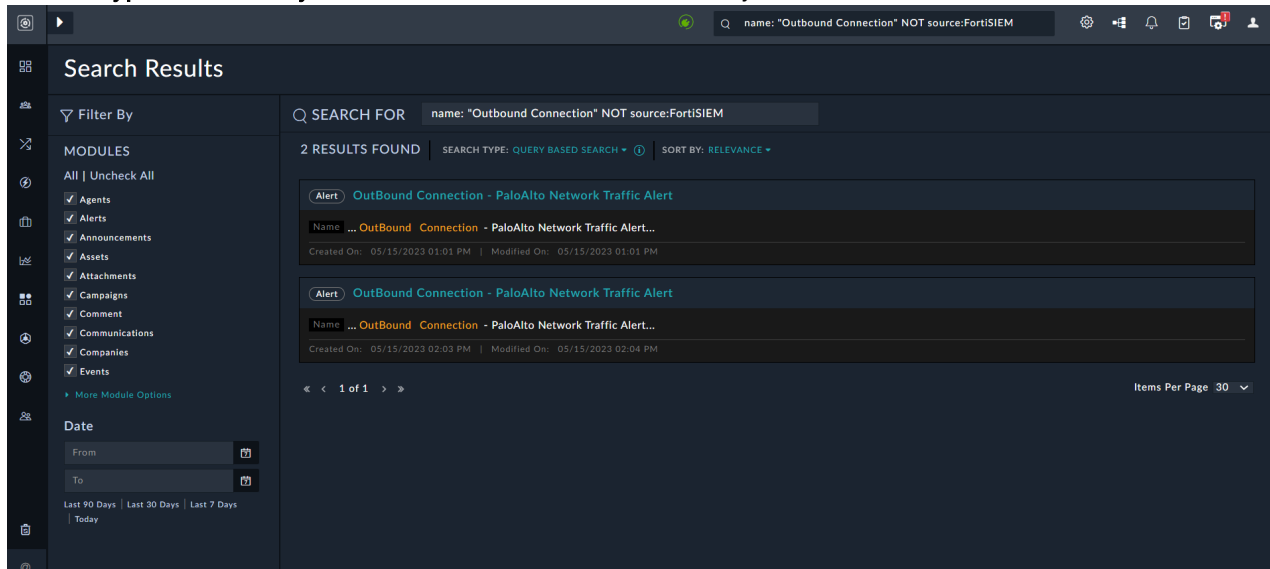 name: "Outbound Connection" NOT source:FortiSIEM
Search Results
Filter By
SEARCH FOR name: "Outbound Connection" NOT source:FortiSIEM
MODULES
All | Uncheck All
Agents
Alerts
Announcements
Assets
Attachments
Campaigns
Comment
Communications
Companies
Events
More Module Options
Date
From
To
Last 90 Days | Last 30 Days | Last 7 Days
| Today
2 RESULTS FOUND SEARCH TYPE: QUERY BASED SEARCH SORT BY: RELEVANCE
Alert OutBound Connection - PaloAlto Network Traffic Alert
Name ... OutBound Connection - PaloAlto Network Traffic Alert...
Created On: 05/15/2023 01:01 PM | Modified On: 05/15/2023 01:01 PM
Alert OutBound Connection - PaloAlto Network Traffic Alert
Name ... OutBound Connection - PaloAlto Network Traffic Alert...
Created On: 05/15/2023 02:03 PM | Modified On: 05/15/2023 02:04 PM
« < 1 of 1 > »
Items Per Page 30